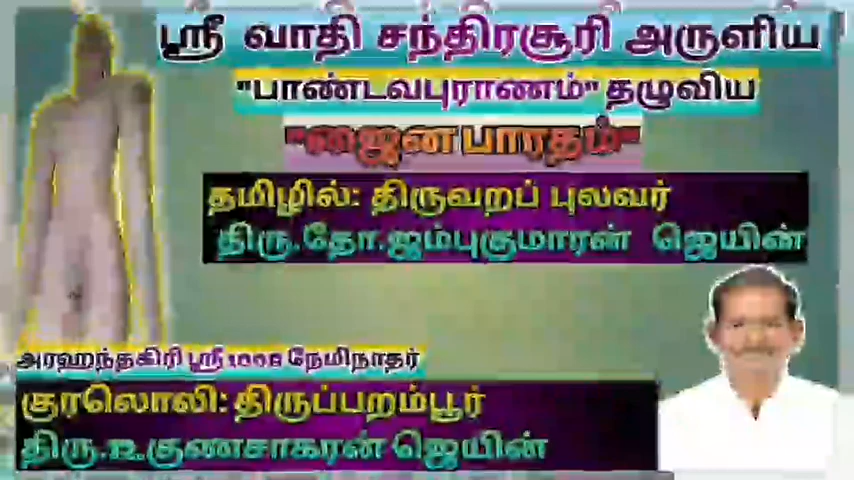 ஸ்ரீ வாதி சந்திரசூரி அருளிய
"பாண்டவபுராணம்" தழுவிய
"ஜைன பாரதம்"
தமிழில்: திருவறப் புலவர்
திரு.தோ.ஜம்புகுமாரன் ஜெயின்
அரஹந்தகிரி ஸ்ரீ 1008 நேமிநாதர்
குரலொலி: திருப்பறம்பூர்
திரு.உ.குணசாகரன் ஜெயின்